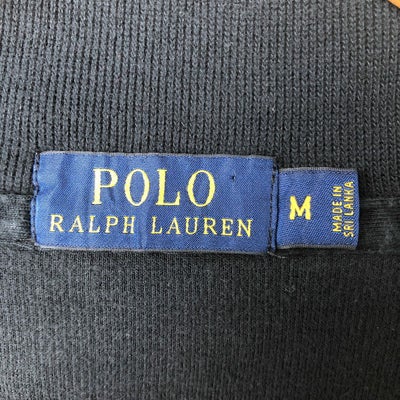 POLO
RALPH LAUREN
M
MADE IN
SRI LANKA